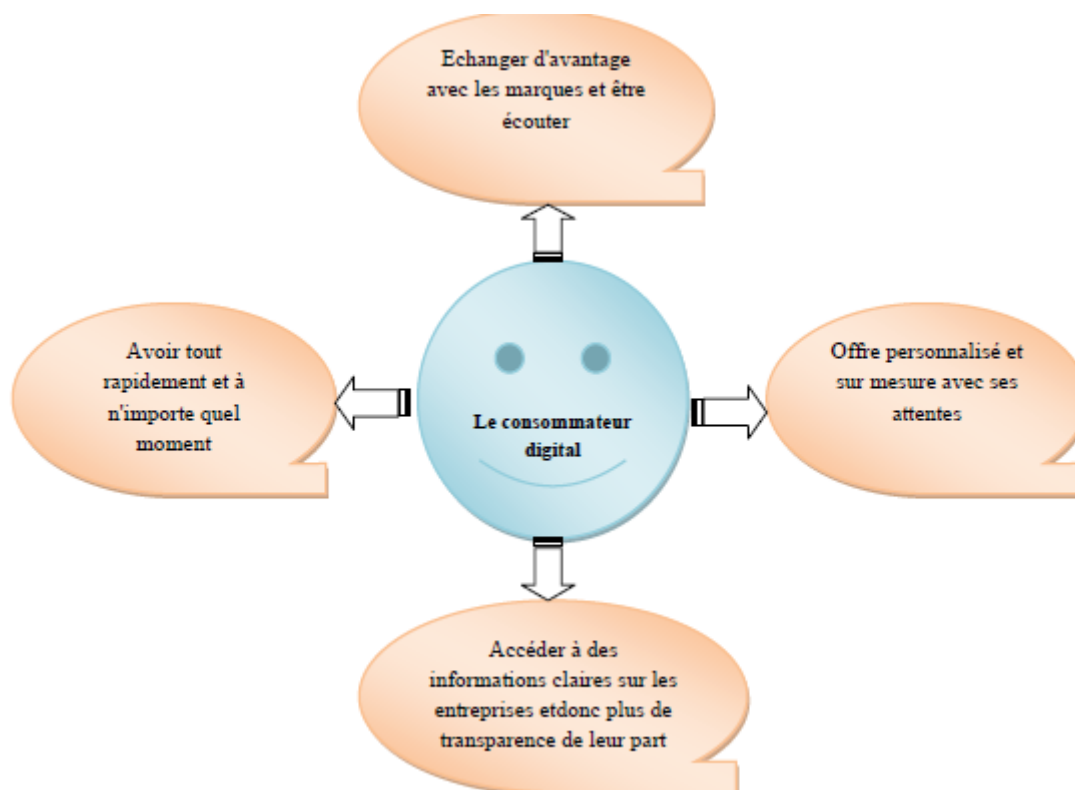 Echanger d'avantage
avec les marques et être
écouter
Avoir tout
rapidement et à
n'importe quel
moment
Le consommateur
digital
Offre personnalisé et
sur mesure avec ses
attentes
Accéder à des
informations claires sur les
entreprises etdonc plus de
transparence de leur part